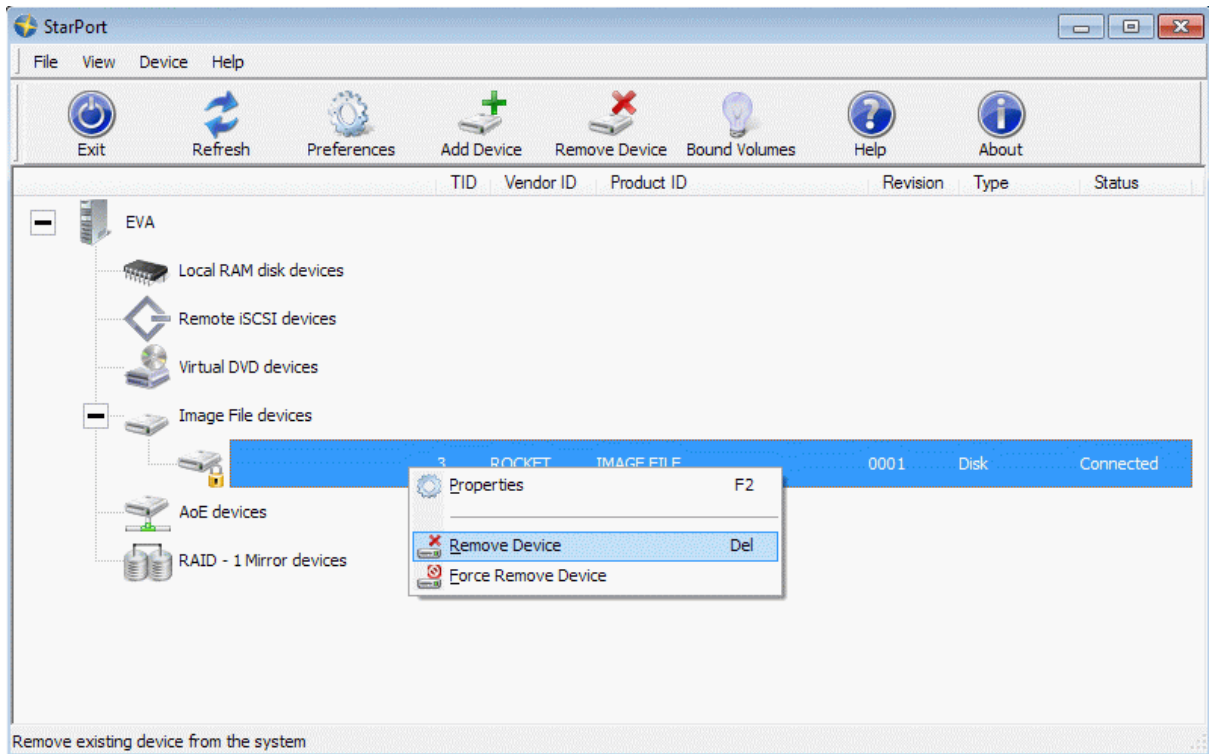 StarPort
File View Device Help
Exit Refresh Preferences Add Device Remove Device Bound Volumes Help About
TID Vendor ID Product ID Revision Type Status
EVA
Local RAM disk devices
Remote iSCSI devices
Virtual DVD devices
Image File devices
3 ROCKET IMAGE FILE 0001 Disk Connected
Properties F2
AoE devices
Remove Device Del
RAID - 1 Mirror devices
Force Remove Device
Remove existing device from the system